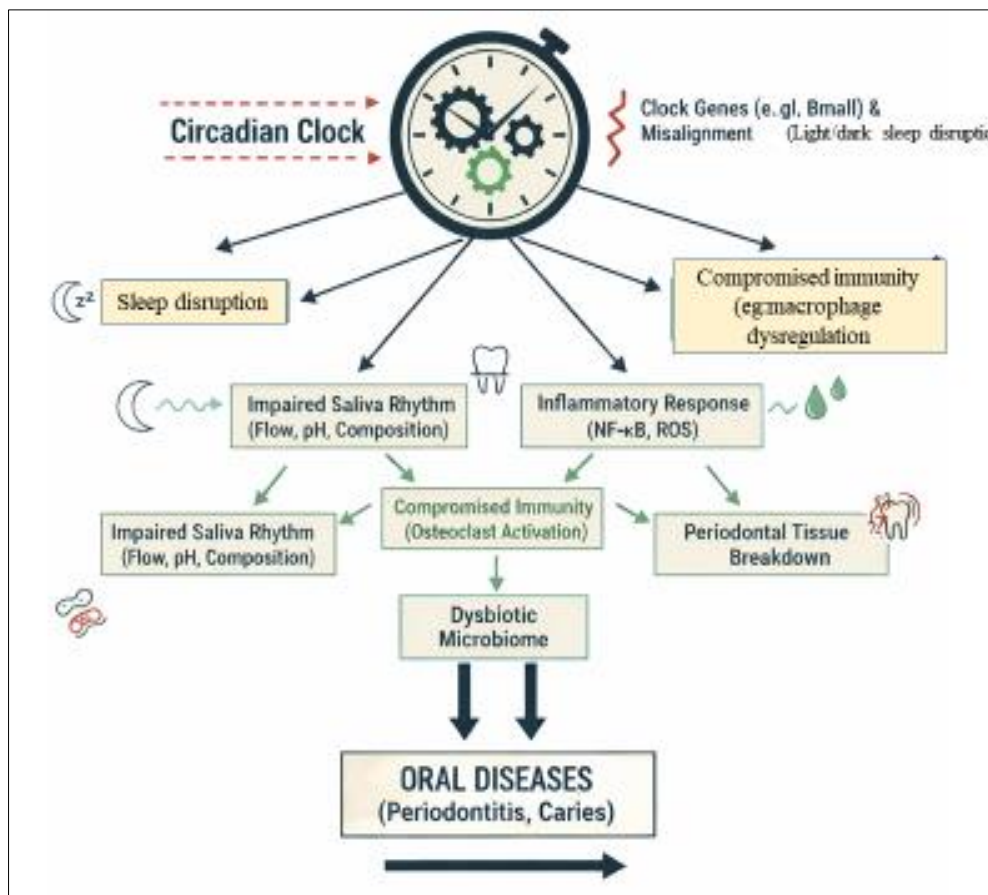 Circadian Clock
Clock Genes (e. gl, Bmall) &
Misalignment (Light/dark sleep disruptio
zz
Sleep disruption
Compromised immunity
(eg:macrophage
dysregulation
Impaired Saliva Rhythm
(Flow, pH, Composition)
Inflammatory Response
(NF-κB, ROS)
Impaired Saliva Rhythm
(Flow, pH, Composition)
Compromised Immunity
(Osteoclast Activation)
Periodontal Tissue
Breakdown
Dysbiotic
Microbiome
ORAL DISEASES
(Periodontitis, Caries)